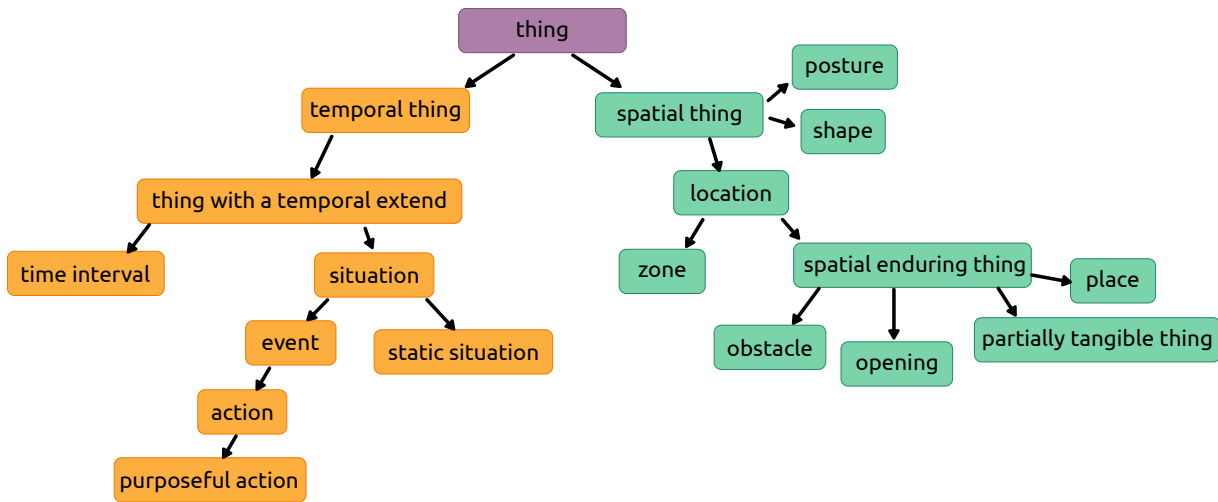 thing
posture
temporal thing
spatial thing
shape
thing with a temporal extend
location
time interval
situation
zone
spatial enduring thing
place
event
static situation
obstacle
opening
partially tangible thing
action
purposeful action